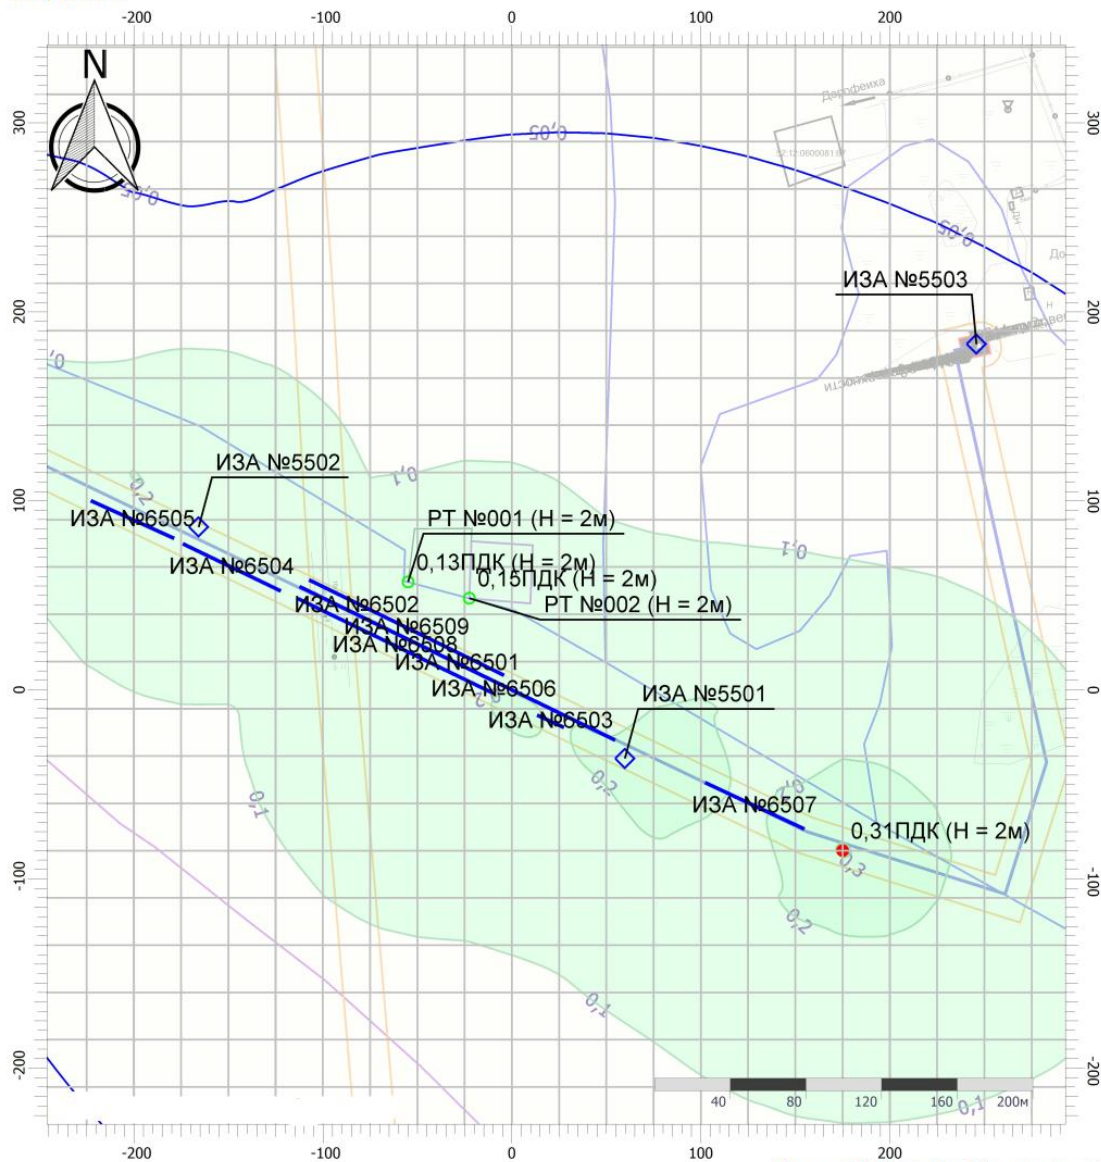 -200 -100 0 100 200
N
300 300
Дорофеиха
0,05
0,05
0,05
ИЗА №5503
200 200
0,1
ИЗА №5502
0,2
100 100
ИЗА №6505
РТ №001 (Н = 2м)
0,13ПДК (Н = 2м)
0,15ПДК (Н = 2м)
0,1
ИЗА №6504
РТ №002 (Н = 2м)
ИЗА №6502
ИЗА №6509
ИЗА №6508
ИЗА №6501
ИЗА №6506
0 0
ИЗА №5501
ИЗА №6503
0,2
ИЗА №6507
0,1
0,31ПДК (Н = 2м)
0,3
-100 -100
0,2
0,1
-200 -200
40 80 120 160 200м
0,1
-200 -100 0 100 200